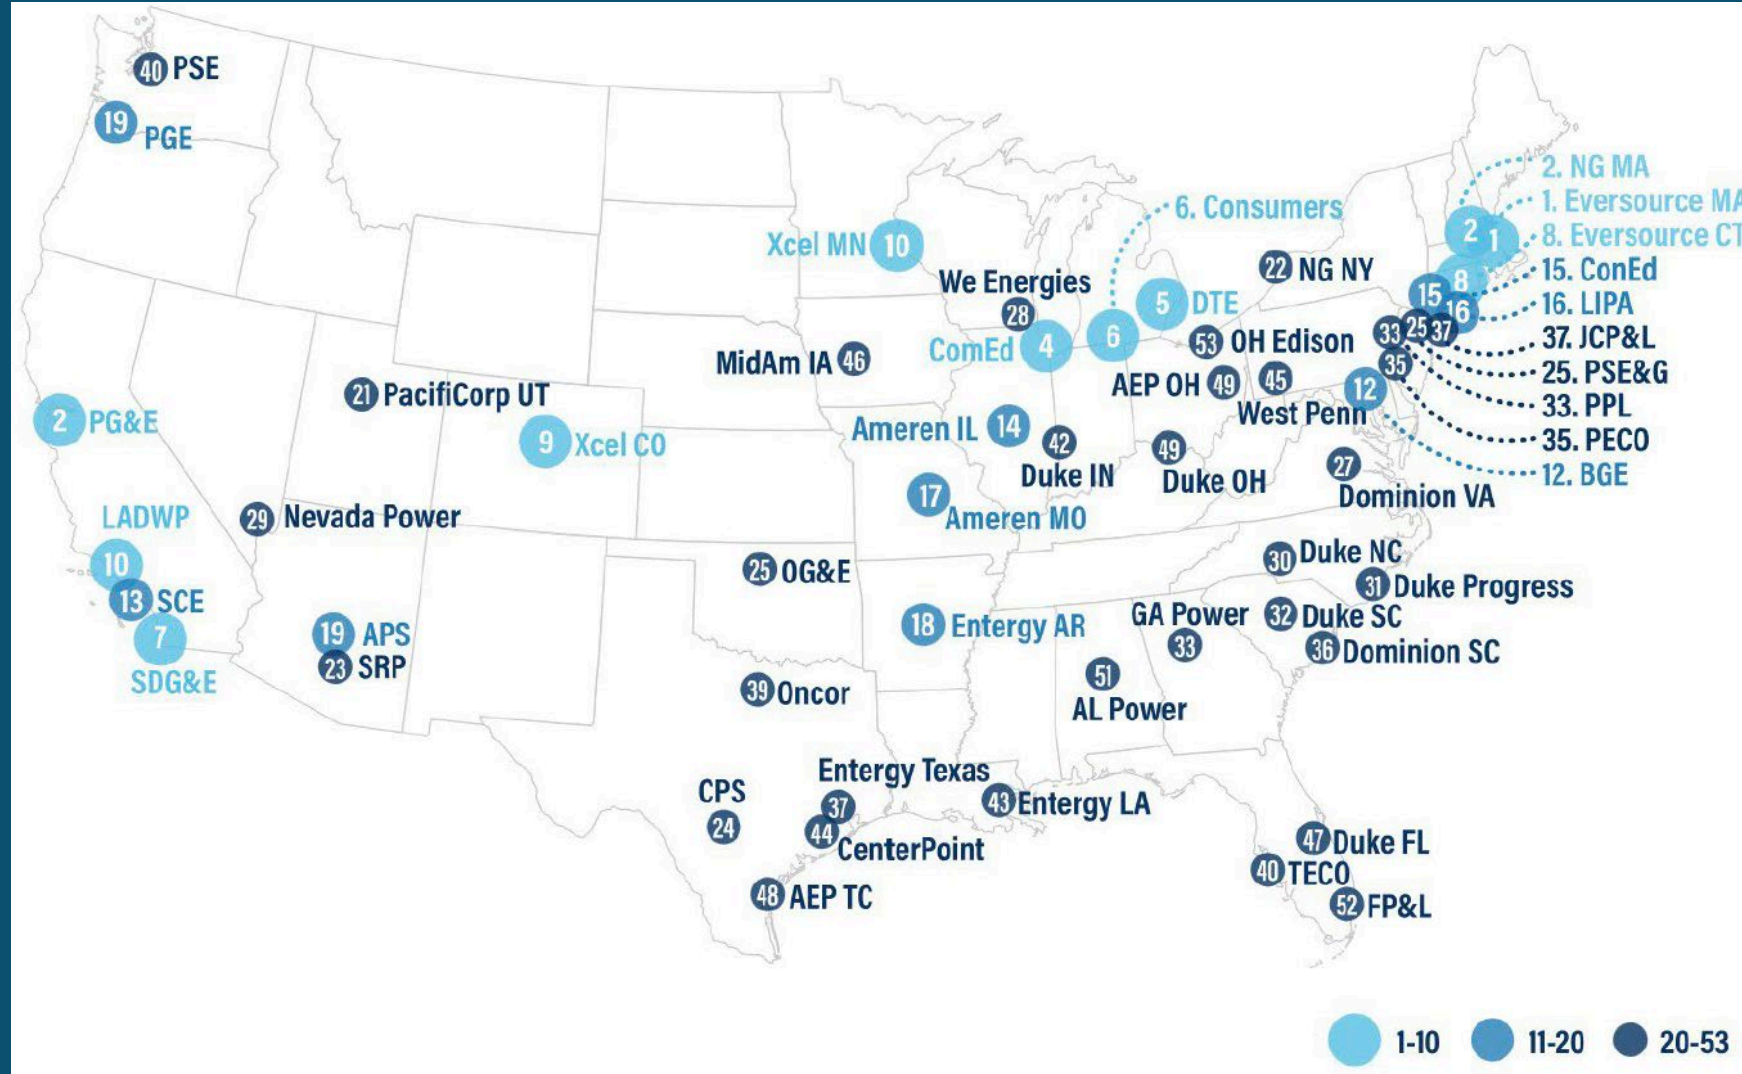 40 PSE
19 PGE
2. NG MA
1. Eversource MA
8. Eversource CT
15. ConEd
16. LIPA
37. JCP&L
25. PSE&G
33. PPL
35. PECO
12. BGE
2
1
8
15
16
33
25
37
35
12
6. Consumers
Xcel MN 10
22 NG NY
We Energies
28
5 DTE
ComEd 4
6
53 OH Edison
MidAm IA 46
AEP OH 49
45
West Penn
21 PacifiCorp UT
2 PG&E
9 Xcel CO
Ameren IL 14
42
Duke IN
49
Duke OH
27
Dominion VA
17
Ameren MO
LADWP
10
29 Nevada Power
13 SCE
7
SDG&E
19 APS
23 SRP
25 OG&E
18 Entergy AR
30 Duke NC
31 Duke Progress
GA Power
33
32 Duke SC
36 Dominion SC
51
AL Power
39 Oncor
Entergy Texas
37
CPS
24
44
CenterPoint
43 Entergy LA
48 AEP TC
47 Duke FL
40 TECO
52 FP&L
1-10
11-20
20-53